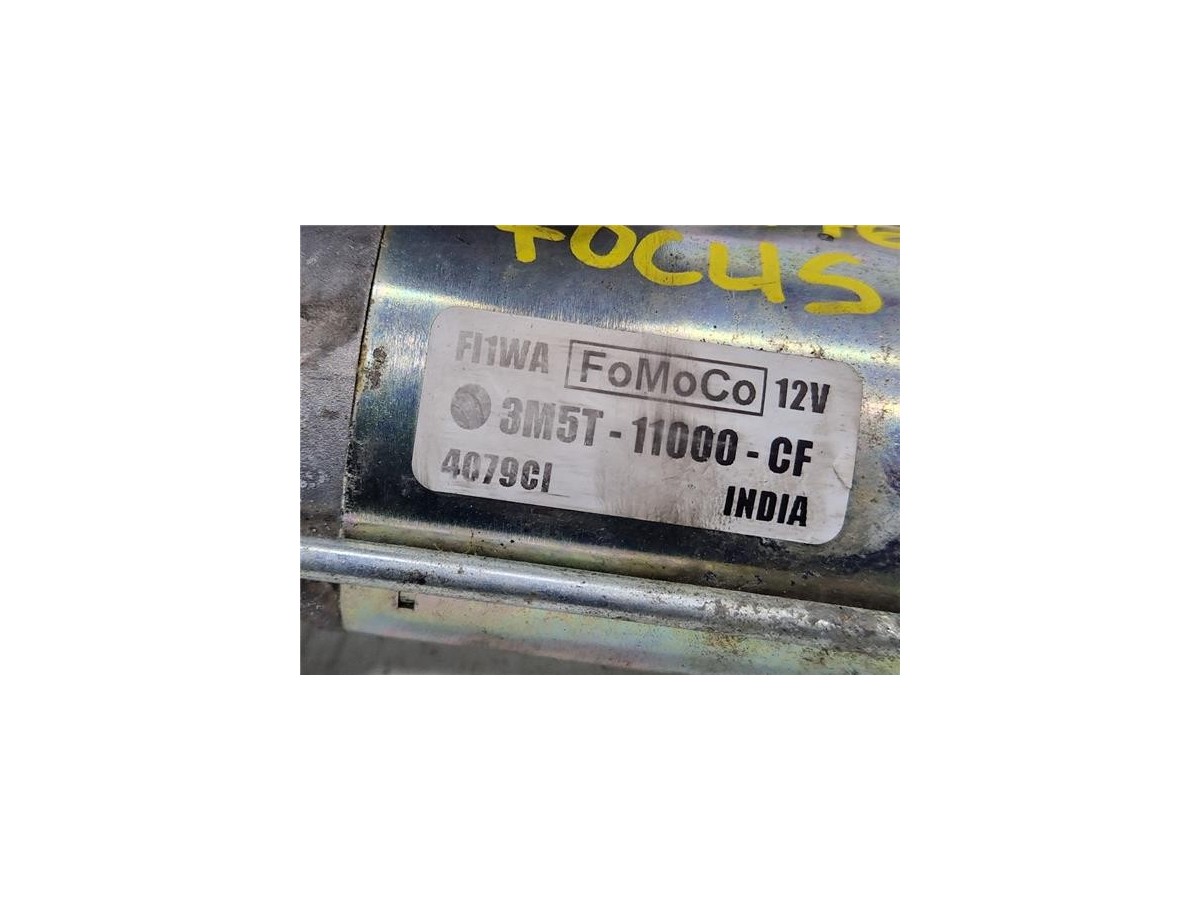 FOCUS
FI1WA FoMoCo 12V
3M5T-11000-CF
4079CI
INDIA